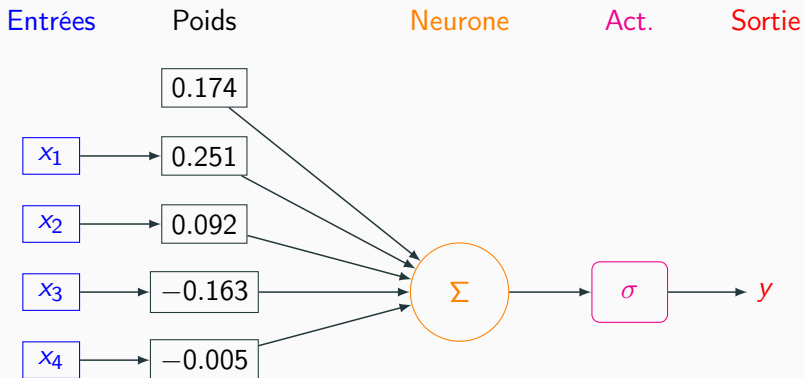 Entrées Poids Neurone Act. Sortie
0.174
x1 0.251
x2 0.092
x3 −0.163 Σ σ y
x4 −0.005